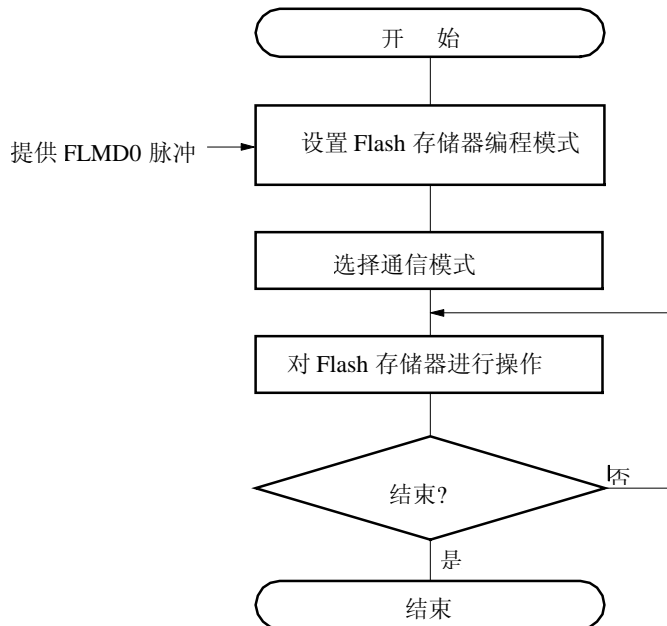 开 始
设置 Flash 存储器编程模式
提供 FLMD0 脉冲
选择通信模式
对 Flash 存储器进行操作
否
结束?
是
结束